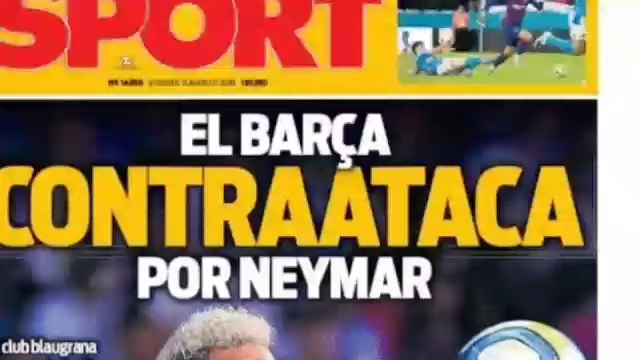 SPORT
EL BARÇA
CONTRAATACA
POR NEYMAR
club blaugrana